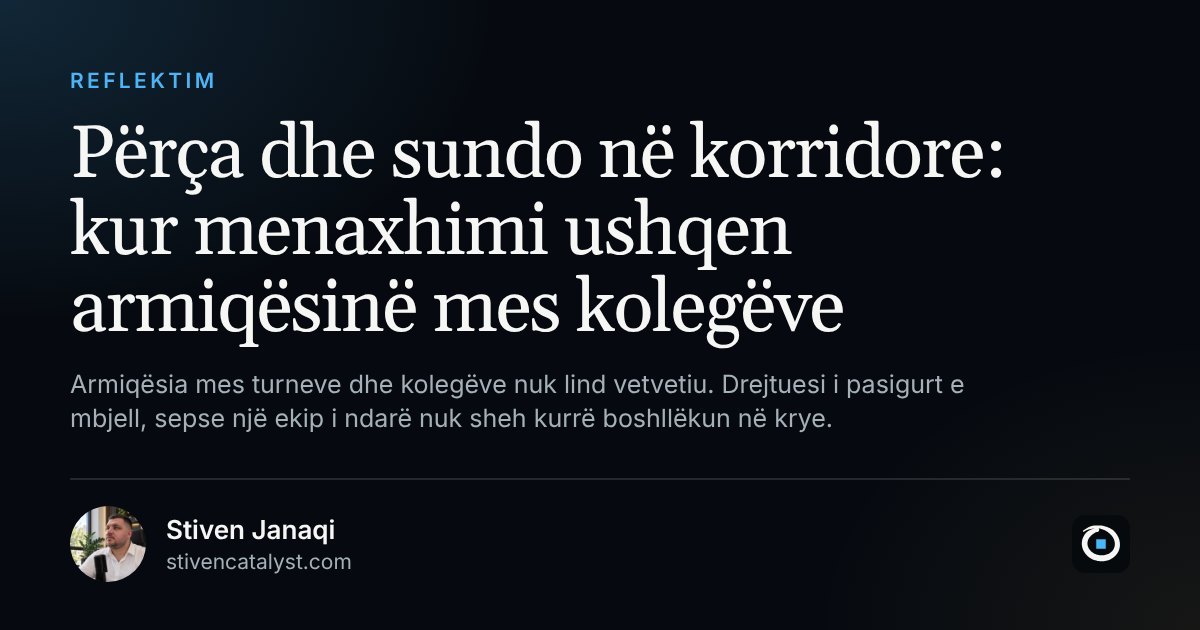 REFLEKTIM
Përça dhe sundo në korridore:
kur menaxhimi ushqen
armiqësinë mes kolegëve
Armiqësia mes turneve dhe kolegëve nuk lind vetvetiu. Drejtuesi i pasigurt e
mbjell, sepse një ekip i ndarë nuk sheh kurrë boshllëkun në krye.
Stiven Janaqi
stivencatalyst.com